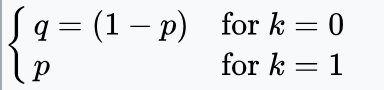 q = (1 − p) for k = 0
p for k = 1